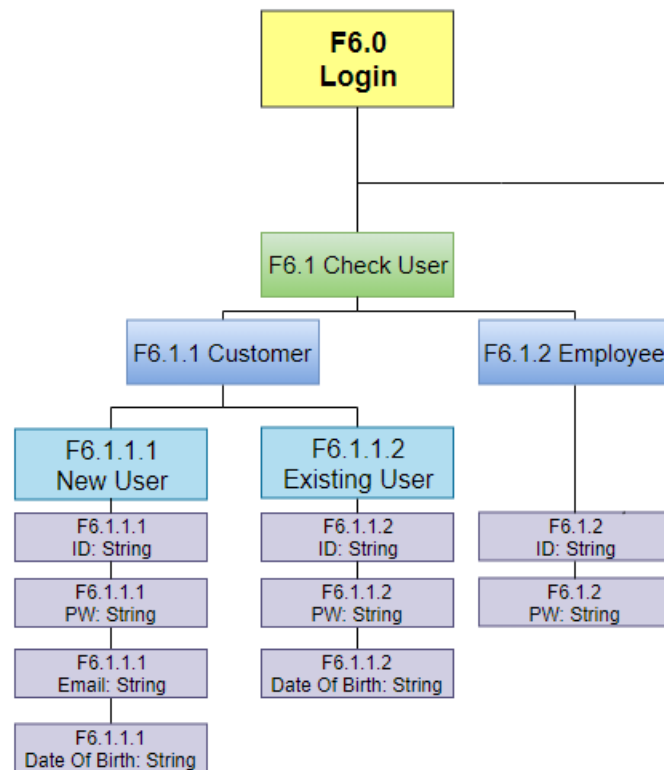 F6.0
Login
F6.1 Check User
F6.1.1 Customer
F6.1.2 Employee
F6.1.1.1
New User
F6.1.1.2
Existing User
F6.1.1.1
ID: String
F6.1.1.2
ID: String
F6.1.2
ID: String
F6.1.1.1
PW: String
F6.1.1.2
PW: String
F6.1.2
PW: String
F6.1.1.1
Email: String
F6.1.1.2
Date Of Birth: String
F6.1.1.1
Date Of Birth: String